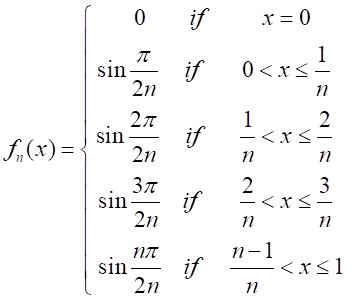 0 if x = 0
sin π/2n if 0 < x ≤ 1/n
sin 2π/2n if 1/n < x ≤ 2/n
fₙ(x) = { sin 3π/2n if 2/n < x ≤ 3/n
sin nπ/2n if n−1/n < x ≤ 1